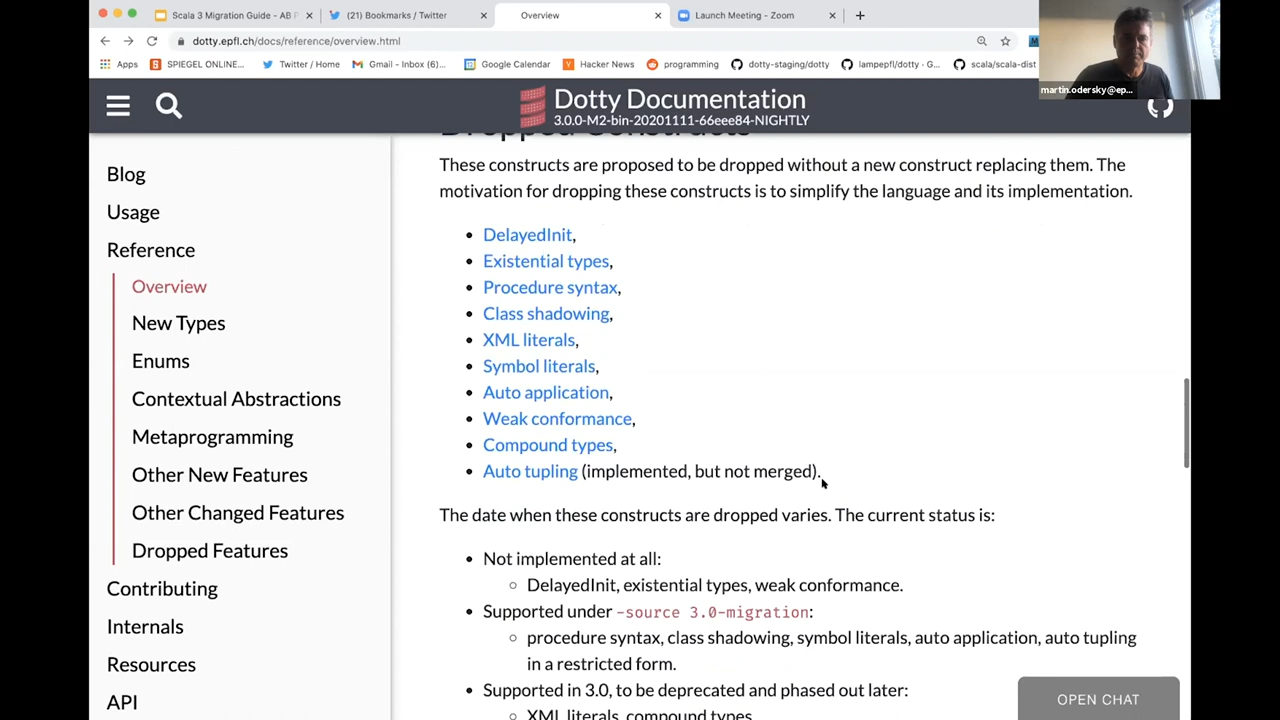 Scala 3 Migration Guide - AB P
(21) Bookmarks / Twitter
Overview
Launch Meeting - Zoom
dotty.epfl.ch/docs/reference/overview.html
Apps
SPIEGEL ONLINE...
Twitter / Home
Gmail - Inbox (6)...
Google Calendar
Hacker News
programming
dotty-staging/dotty
lampepfl/dotty · G...
scala/scala-dist
martin.odersky@ep...
Dotty Documentation
3.0.0-M2-bin-20201111-66eee84-NIGHTLY
Blog
Usage
Reference
Overview
New Types
Enums
Contextual Abstractions
Metaprogramming
Other New Features
Other Changed Features
Dropped Features
Contributing
Internals
Resources
API
Dropped Constructs
These constructs are proposed to be dropped without a new construct replacing them. The
motivation for dropping these constructs is to simplify the language and its implementation.
DelayedInit,
Existential types,
Procedure syntax,
Class shadowing,
XML literals,
Symbol literals,
Auto application,
Weak conformance,
Compound types,
Auto tupling (implemented, but not merged).
The date when these constructs are dropped varies. The current status is:
Not implemented at all:
DelayedInit, existential types, weak conformance.
Supported under -source 3.0-migration:
procedure syntax, class shadowing, symbol literals, auto application, auto tupling
in a restricted form.
Supported in 3.0, to be deprecated and phased out later:
XML literals, compound types
OPEN CHAT